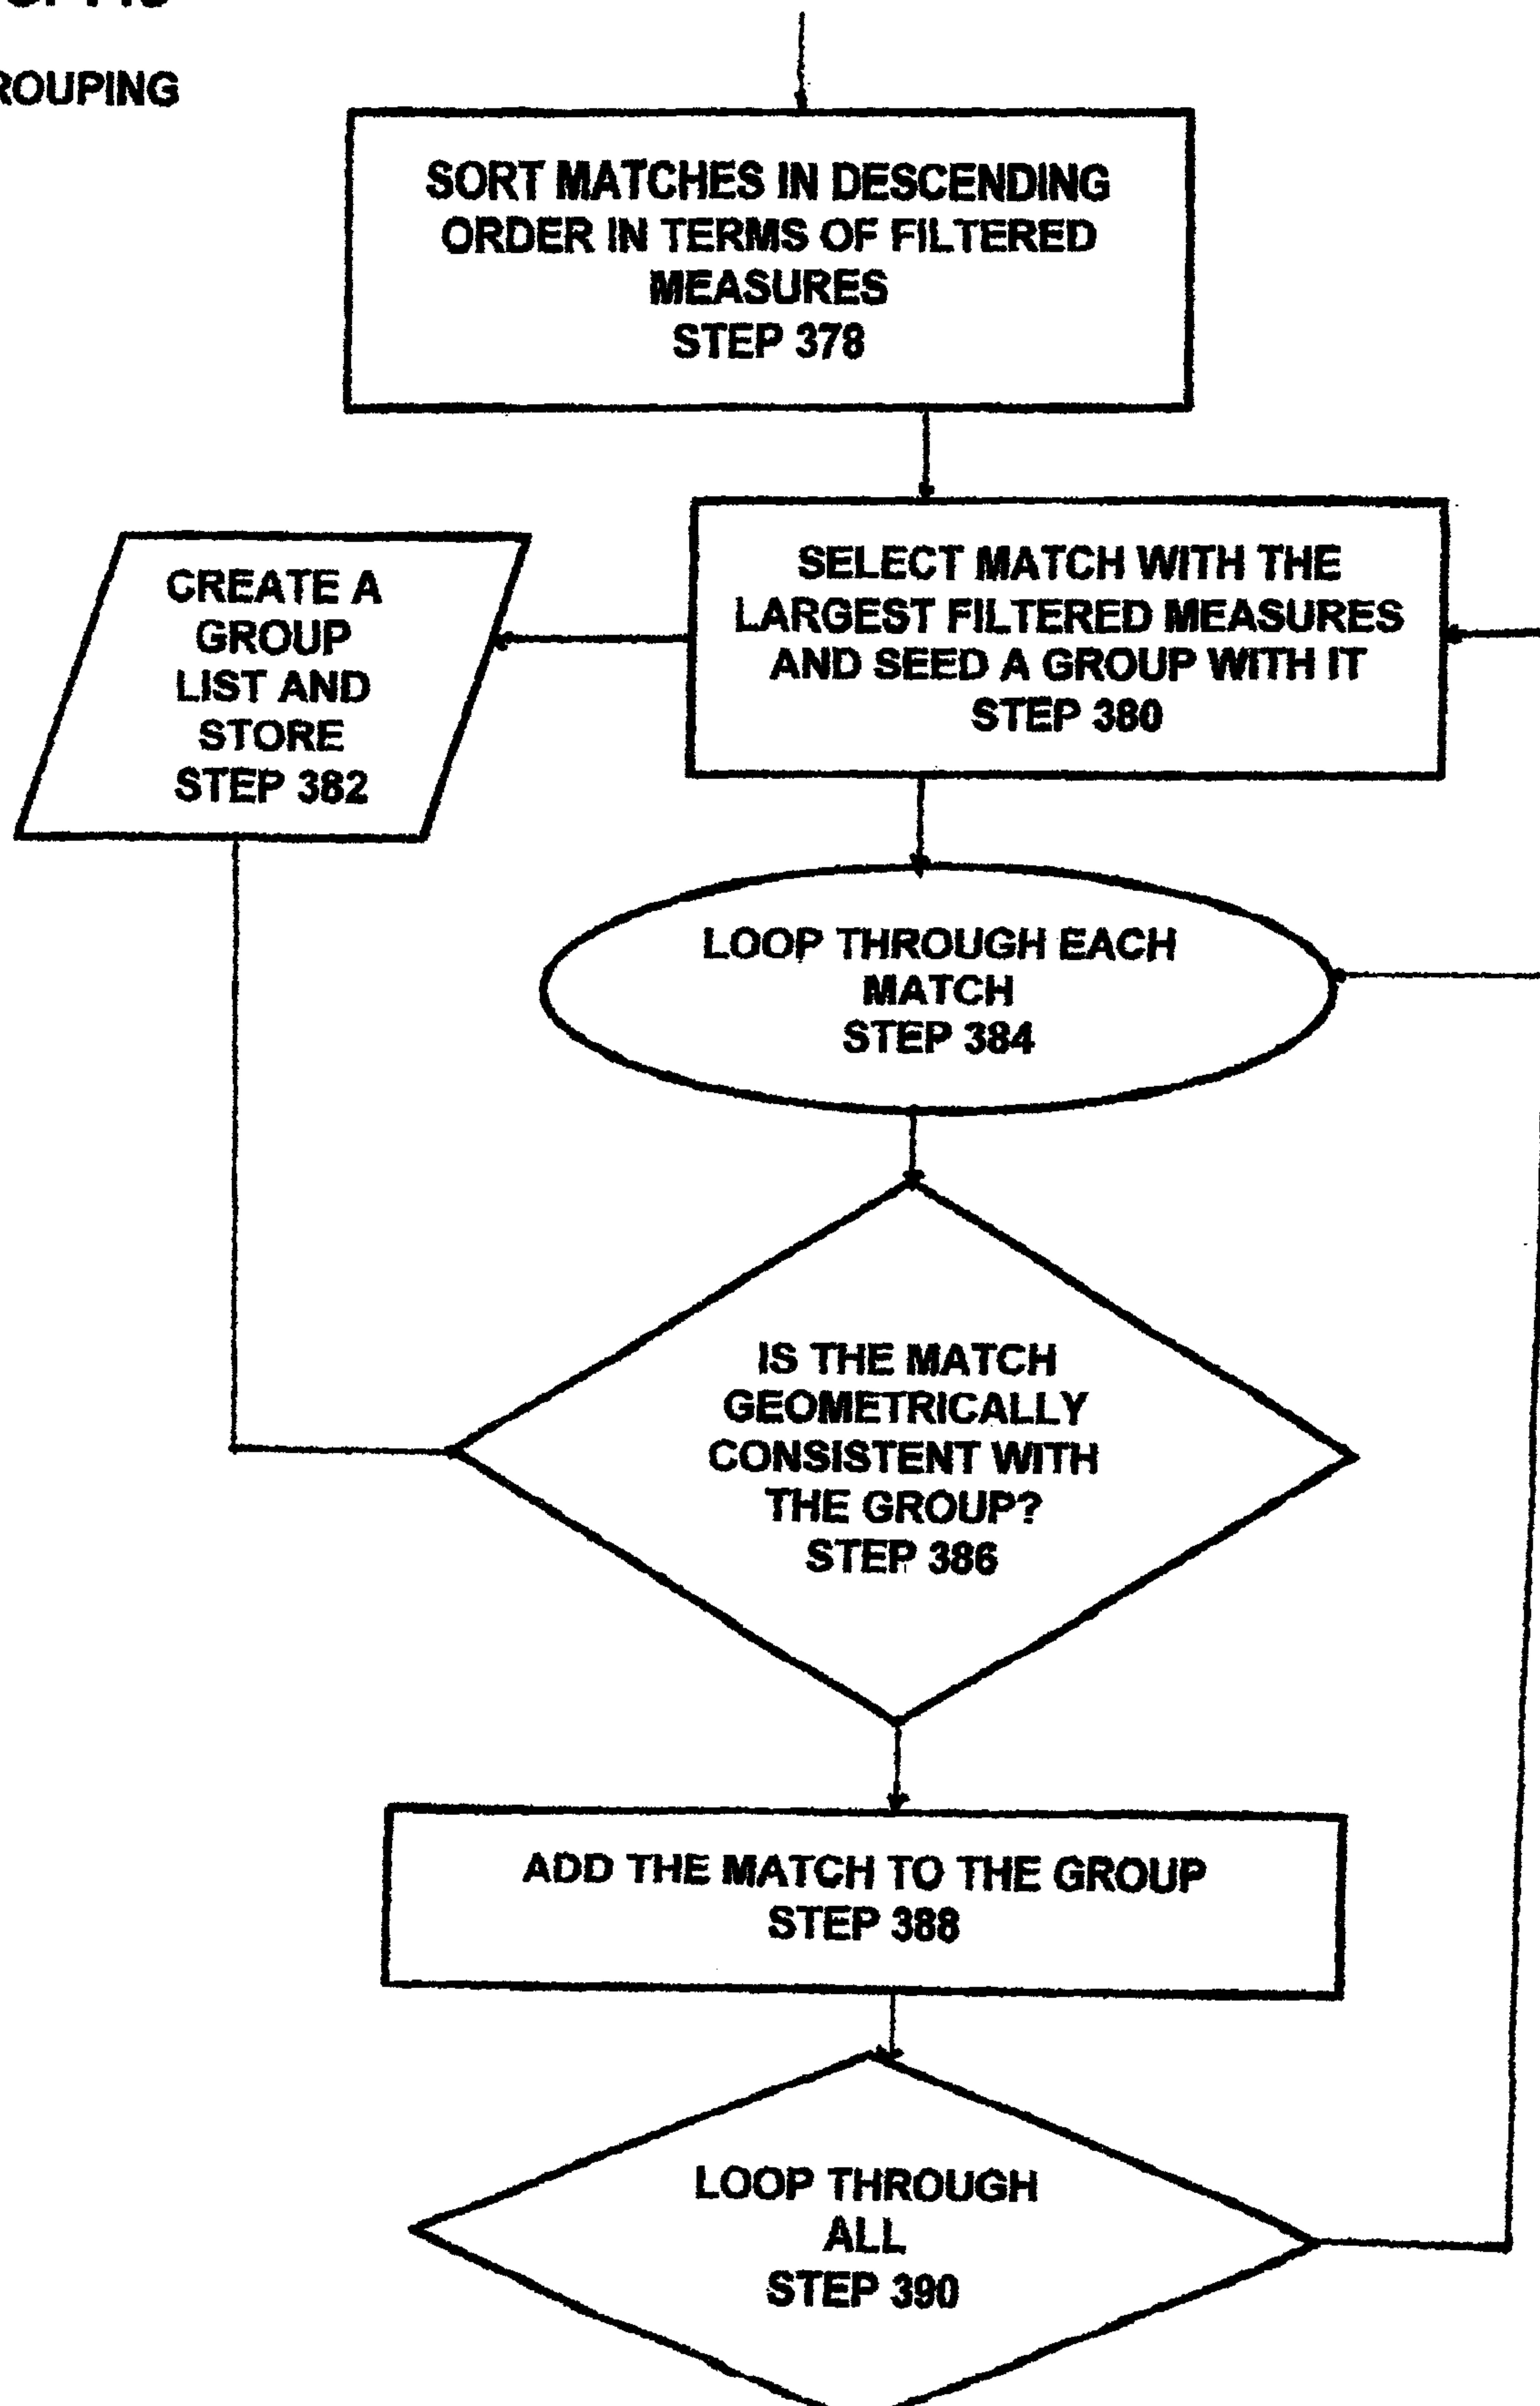 SORT MATCHES IN DESCENDING
ORDER IN TERMS OF FILTERED
MEASURES
STEP 378
CREATE A
GROUP
LIST AND
STORE
STEP 382
SELECT MATCH WITH THE
LARGEST FILTERED MEASURES
AND SEED A GROUP WITH IT
STEP 380
LOOP THROUGH EACH
MATCH
STEP 384
IS THE MATCH
GEOMETRICALLY
CONSISTENT WITH
THE GROUP?
STEP 386
ADD THE MATCH TO THE GROUP
STEP 388
LOOP THROUGH
ALL
STEP 390